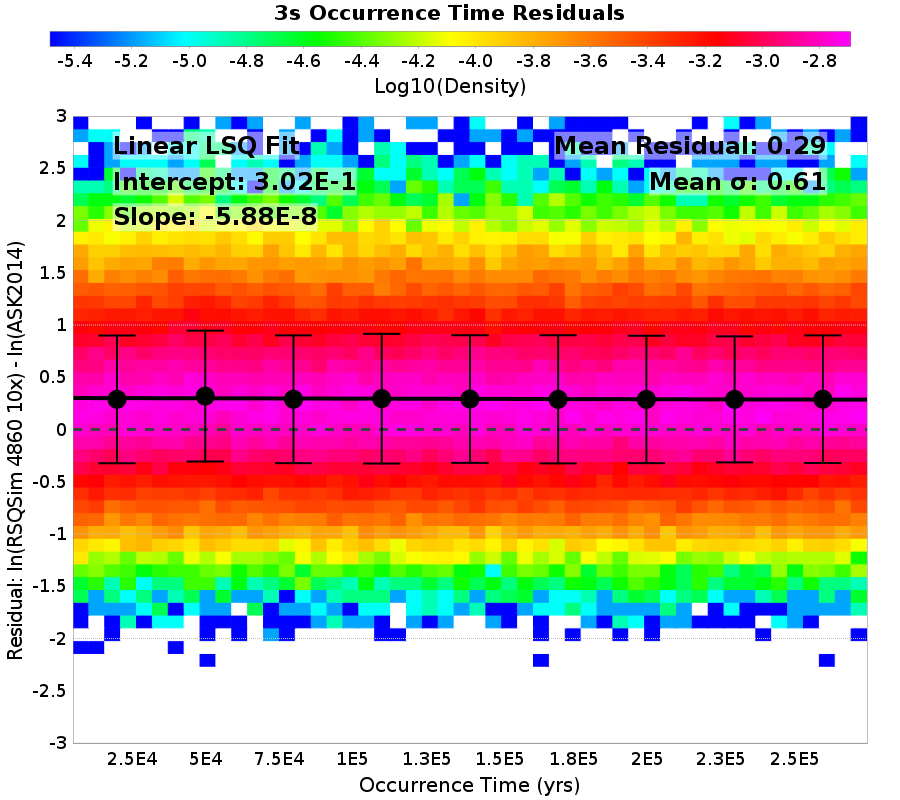 3s Occurrence Time Residuals
-5.4 -5.2 -5.0 -4.8 -4.6 -4.4 -4.2 -4.0 -3.8 -3.6 -3.4 -3.2 -3.0 -2.8
Log10(Density)
Linear LSQ Fit
Intercept: 3.02E-1
Slope: -5.88E-8
Mean Residual: 0.29
Mean σ: 0.61
Residual: ln(RSQSim 4860 10x) - ln(ASK2014)
3
2.5
2
1.5
1
0.5
0
-0.5
-1
-1.5
-2
-2.5
-3
2.5E4 5E4 7.5E4 1E5 1.3E5 1.5E5 1.8E5 2E5 2.3E5 2.5E5
Occurrence Time (yrs)